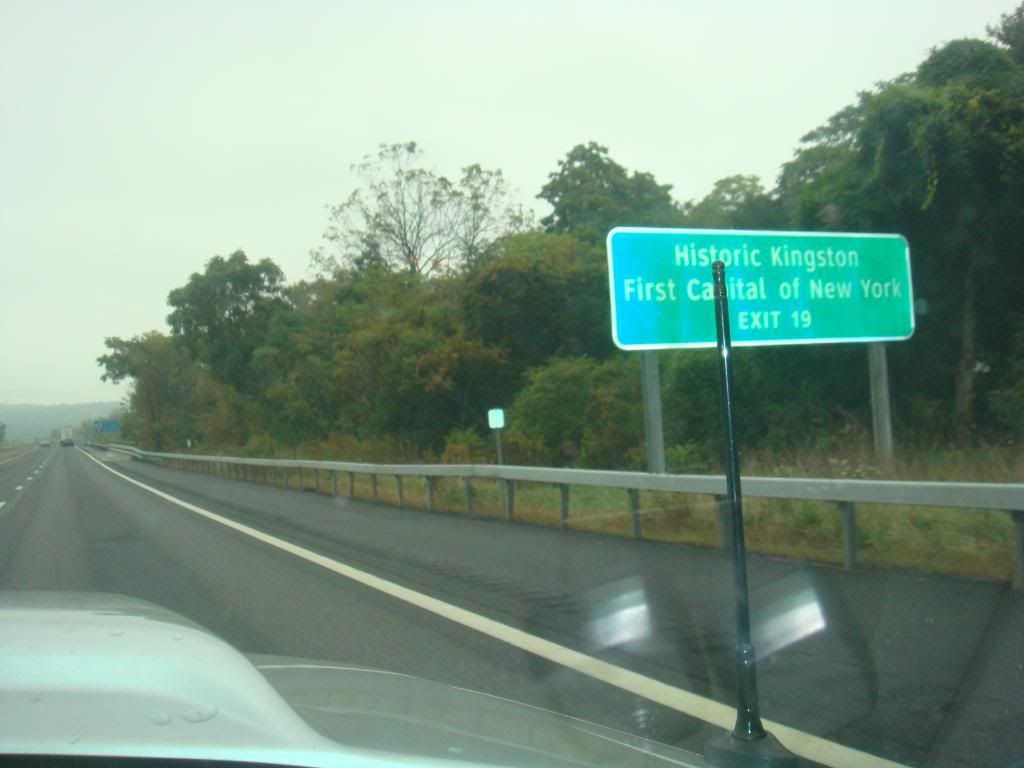 Historic Kingston
First Capital of New York
EXIT 19